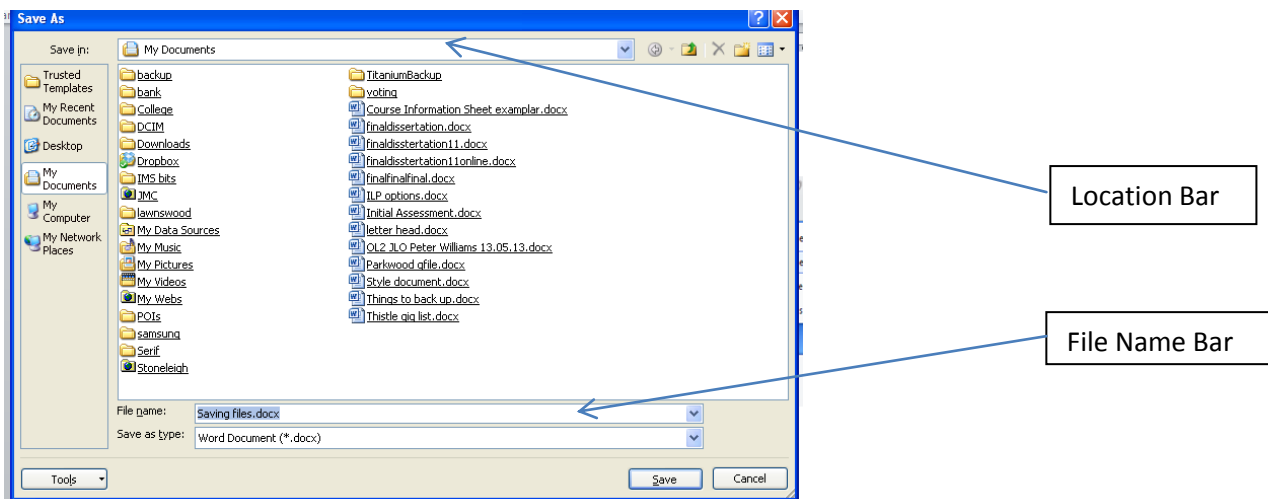 Save As
Save in:
My Documents
Trusted
Templates
My Recent
Documents
Desktop
My
Documents
My
Computer
My Network
Places
backup
bank
College
DCIM
Downloads
Dropbox
IMS bits
JMC
lawnswood
My Data Sources
My Music
My Pictures
My Videos
My Webs
POIs
samsung
Serif
Stoneleigh
TitaniumBackup
voting
Course Information Sheet examplar.docx
finaldissertation.docx
finaldisstertation11.docx
finaldisstertation11online.docx
finalfinalfinal.docx
ILP options.docx
Initial Assessment.docx
letter head.docx
OL2 JLO Peter Williams 13.05.13.docx
Parkwood qfile.docx
Style document.docx
Things to back up.docx
Thistle gig list.docx
File name:
Saving files.docx
Save as type:
Word Document (*.docx)
Tools
Save
Cancel
Location Bar
File Name Bar